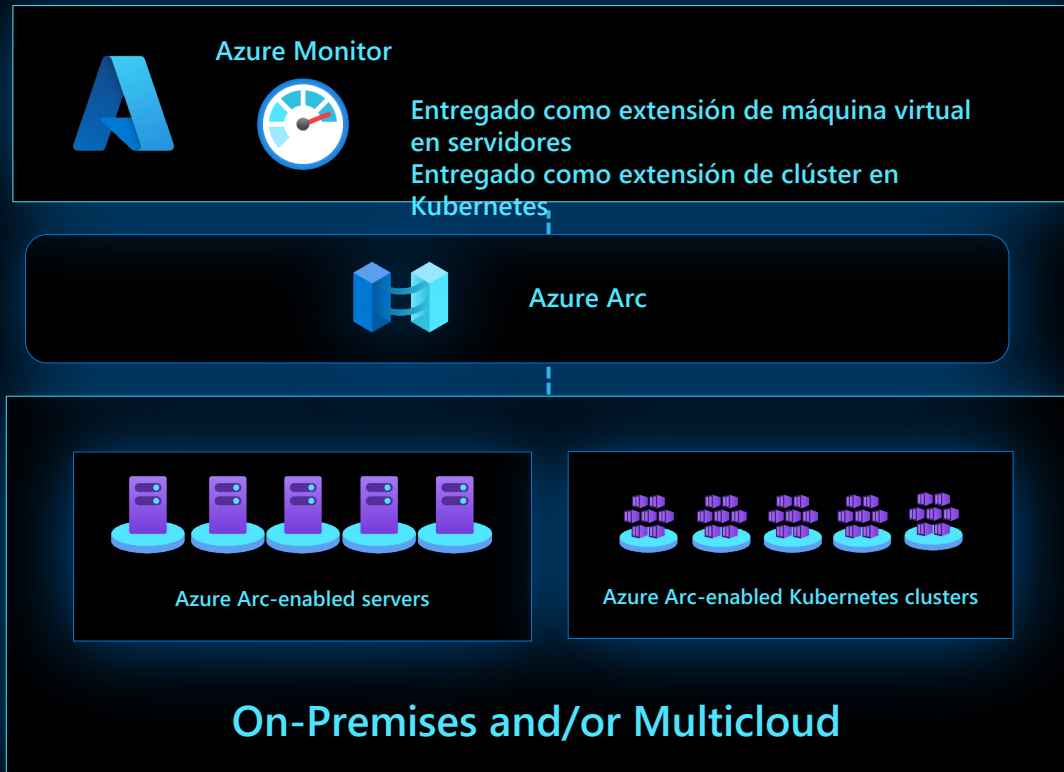 Azure Monitor
Entregado como extensión de máquina virtual
en servidores
Entregado como extensión de clúster en
Kubernetes
Azure Arc
Azure Arc-enabled servers
Azure Arc-enabled Kubernetes clusters
On-Premises and/or Multicloud